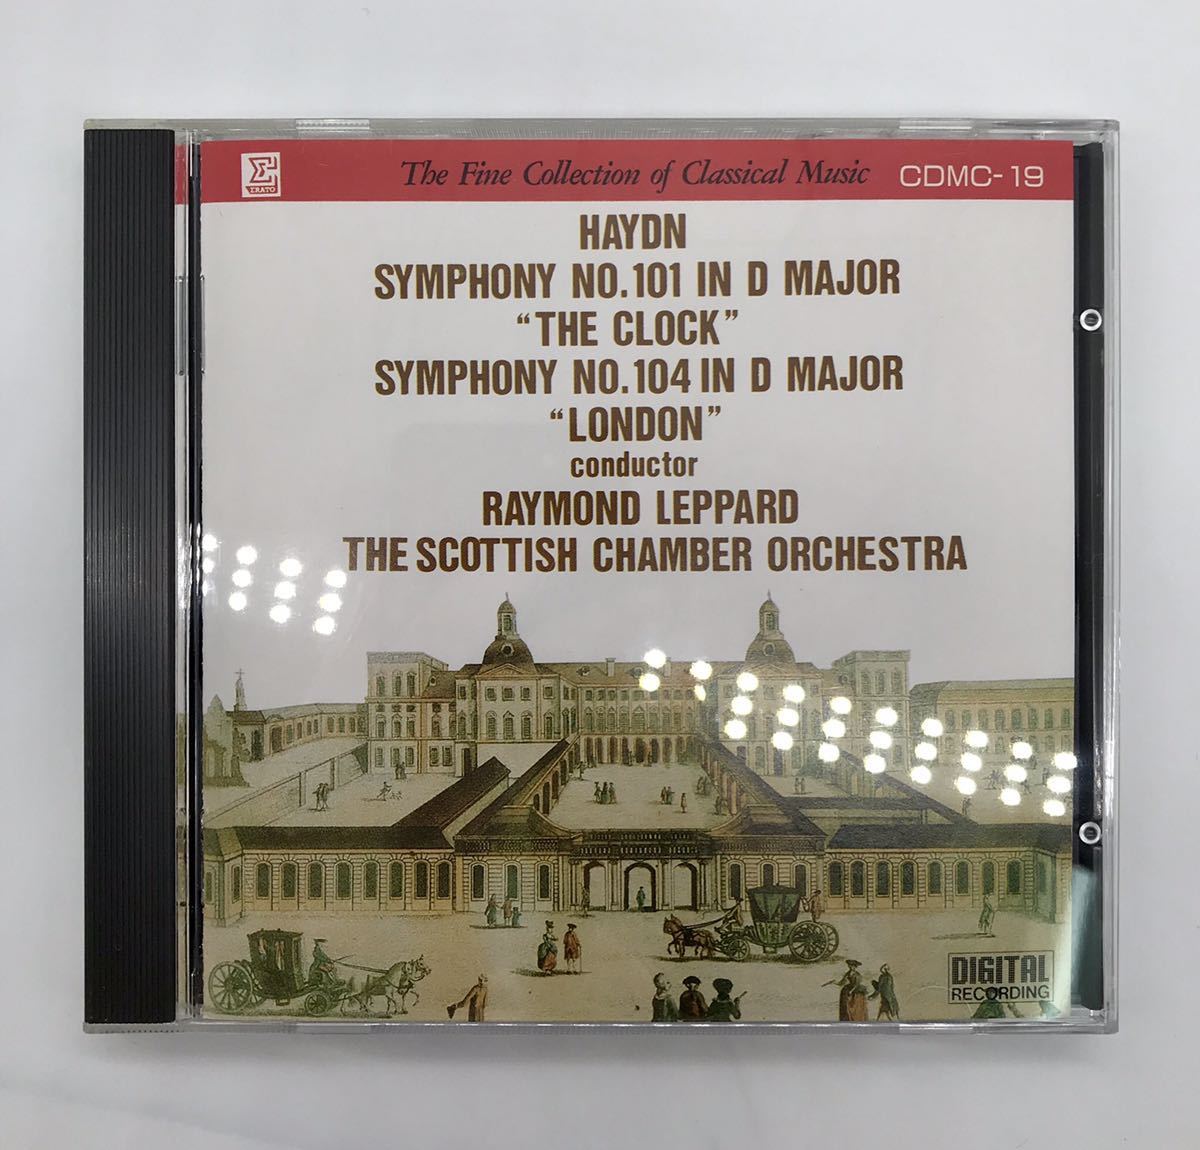 ERATO
The Fine Collection of Classical Music CDMC-19
HAYDN
SYMPHONY NO.101 IN D MAJOR
“THE CLOCK”
SYMPHONY NO.104 IN D MAJOR
“LONDON”
conductor
RAYMOND LEPPARD
THE SCOTTISH CHAMBER ORCHESTRA
DIGITAL
RECORDING